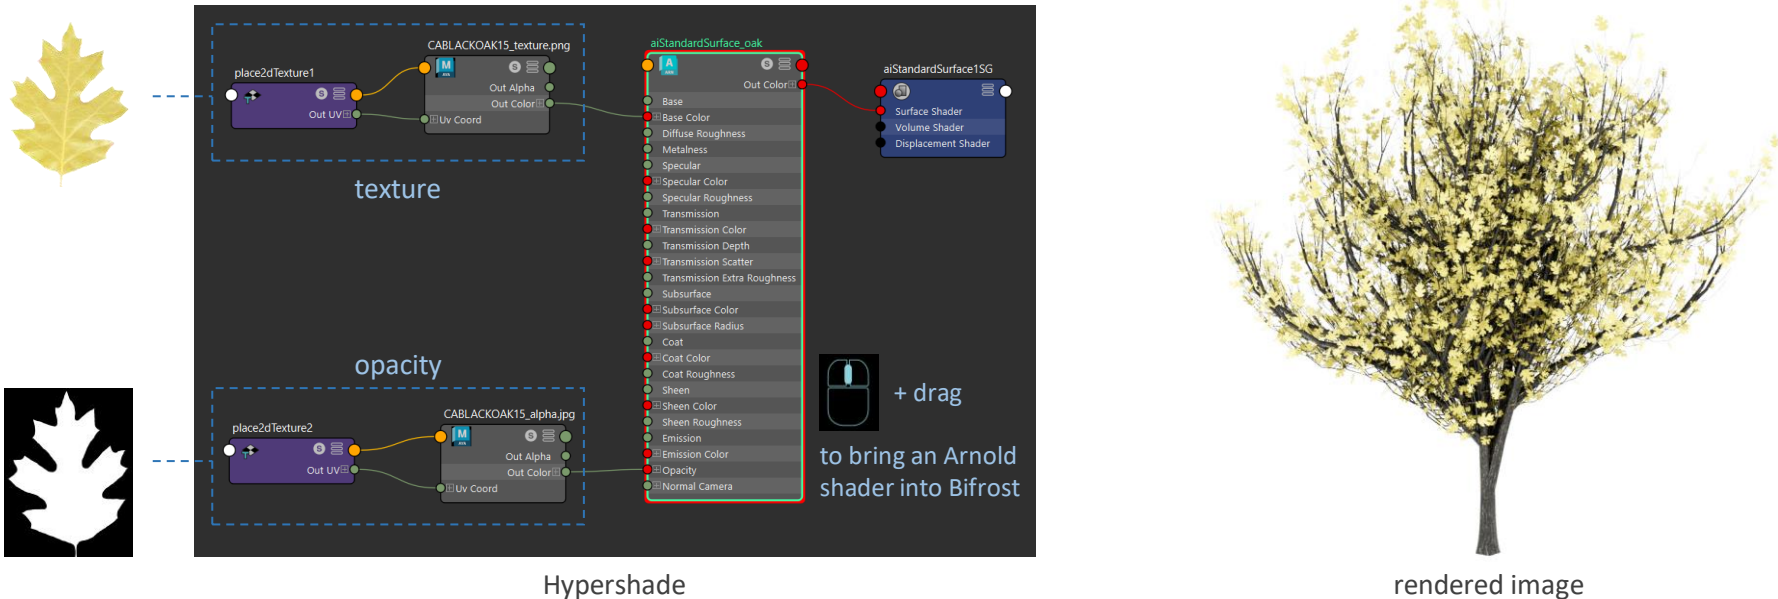 CABLACKOAK15_texture.png
place2dTexture1
Out Alpha
Out Color
Out UV
Uv Coord
texture
aiStandardSurface_oak
Out Color
Base
Base Color
Diffuse Roughness
Metalness
Specular
Specular Color
Specular Roughness
Transmission
Transmission Color
Transmission Depth
Transmission Scatter
Transmission Extra Roughness
Subsurface
Subsurface Color
Subsurface Radius
Coat
Coat Color
Coat Roughness
Sheen
Sheen Color
Sheen Roughness
Emission
Emission Color
Opacity
Normal Camera
aiStandardSurface1SG
Surface Shader
Volume Shader
Displacement Shader
opacity
CABLACKOAK15_alpha.jpg
place2dTexture2
Out Alpha
Out UV
Out Color
Uv Coord
+ drag
to bring an Arnold
shader into Bifrost
Hypershade
rendered image